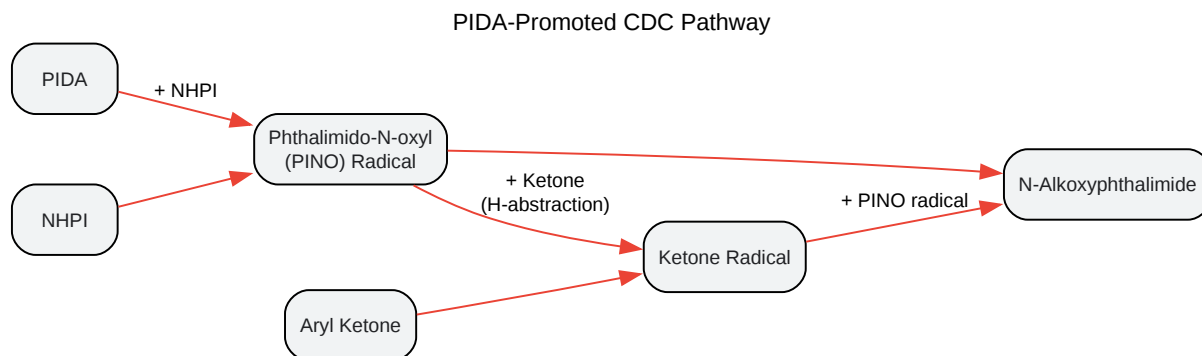 PIDA-Promoted CDC Pathway
PIDA
+ NHPI
Phthalimido-N-oxyl
(PINO) Radical
NHPI
+ Ketone
(H-abstraction)
N-Alkoxyphthalimide
+ PINO radical
Ketone Radical
Aryl Ketone